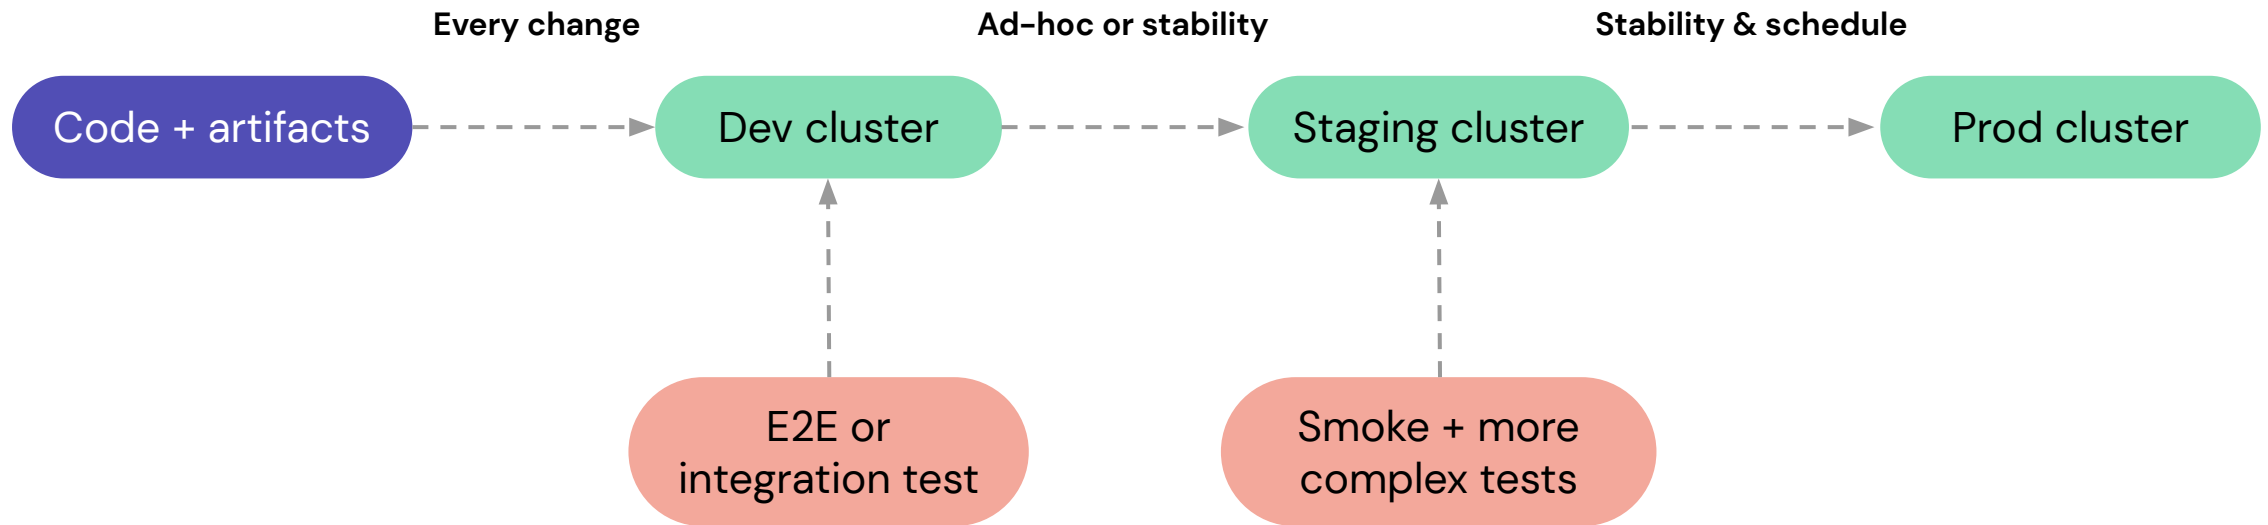 Every change
Ad-hoc or stability
Stability & schedule
Code + artifacts
Dev cluster
Staging cluster
Prod cluster
E2E or
integration test
Smoke + more
complex tests